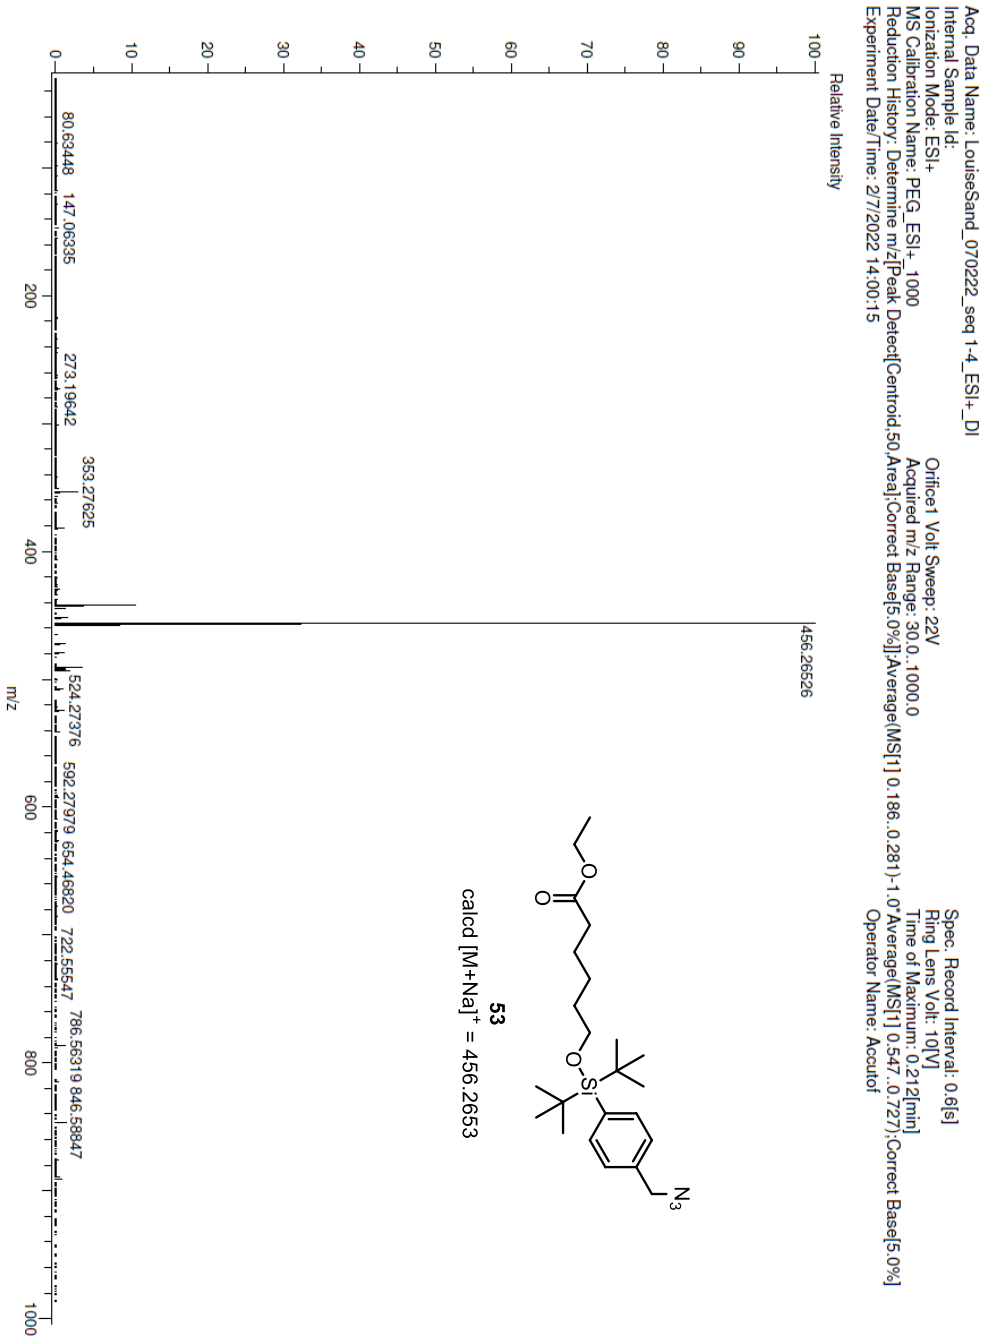 Acq. Data Name: LouiseSand_070222_seq 1-4_ESI+_DI
Internal Sample Id:
Ionization Mode: ESI+
MS Calibration Name: PEG_ESI+_1000
Reduction History: Determine m/z[Peak Detect[Centroid,50,Area];Correct Base[5.0%]];Average(MS[1] 0.186..0.281)-1.0*Average(MS[1] 0.547..0.727);Correct Base[5.0%]
Experiment Date/Time: 2/7/2022 14:00:15
Orifice1 Volt Sweep: 22V
Acquired m/z Range: 30.0..1000.0
Spec. Record Interval: 0.6[s]
Ring Lens Volt: 10[V]
Time of Maximum: 0.212[min]
Operator Name: Accutof
Relative Intensity
100
90
80
70
60
50
40
30
20
10
0
456.26526
353.27625
80.63448 147.06335 273.19642 524.27376 592.27979 654.46820 722.55547 786.56319 846.58847
200 400 600 800 1000
m/z
O
O
O
Si
N3
53
calcd [M+Na]+ = 456.2653